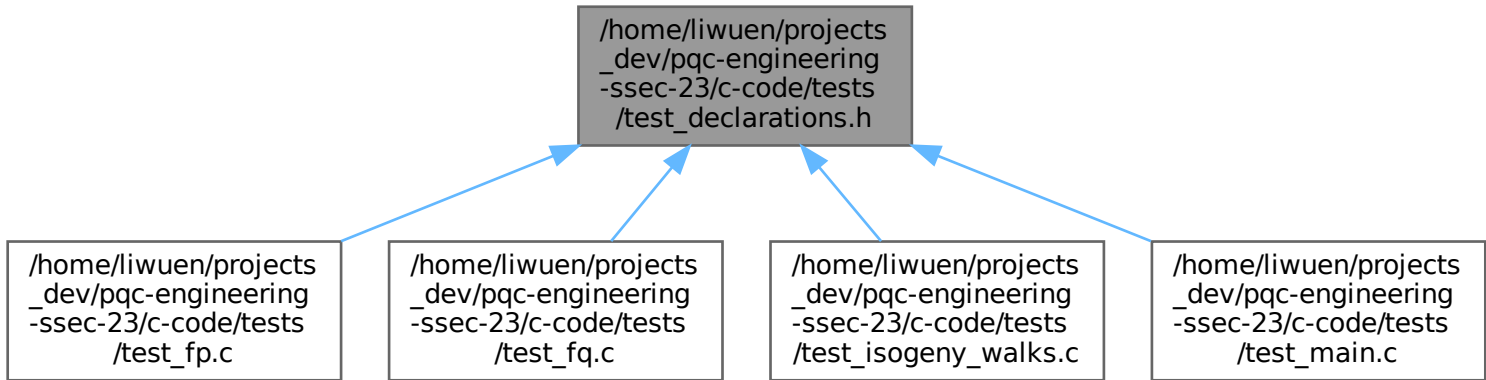 /home/liwuen/projects
_dev/pqc-engineering
-ssec-23/c-code/tests
/test_declarations.h
/home/liwuen/projects
_dev/pqc-engineering
-ssec-23/c-code/tests
/test_fp.c
/home/liwuen/projects
_dev/pqc-engineering
-ssec-23/c-code/tests
/test_fq.c
/home/liwuen/projects
_dev/pqc-engineering
-ssec-23/c-code/tests
/test_isogeny_walks.c
/home/liwuen/projects
_dev/pqc-engineering
-ssec-23/c-code/tests
/test_main.c